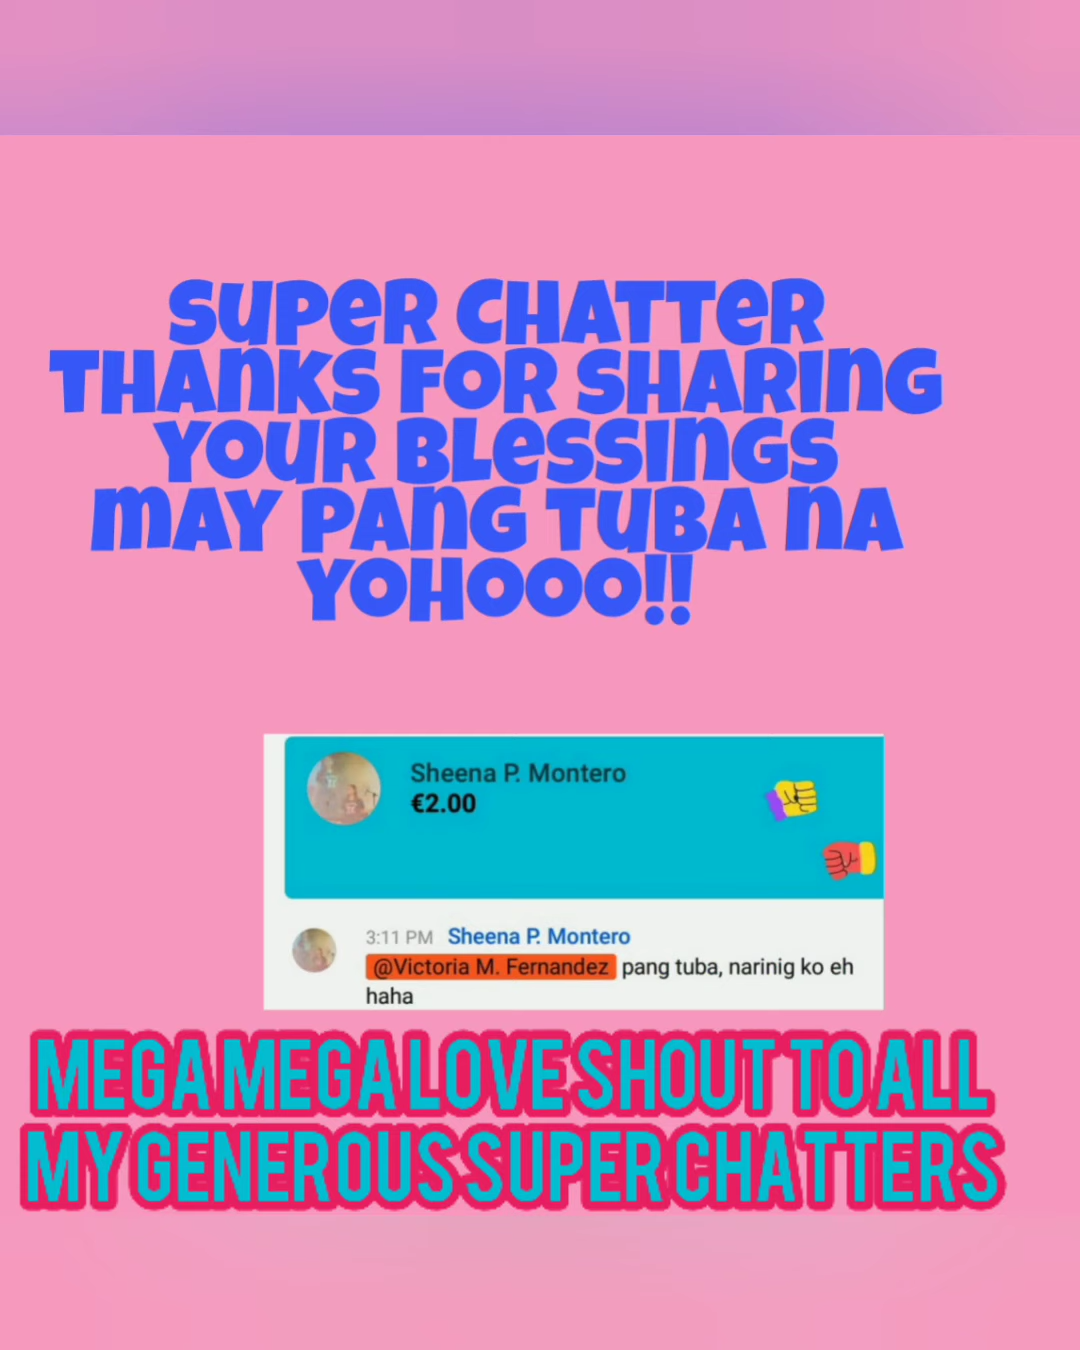 SUPER CHATTER
THANKS FOR SHARING
YOUR BLESSINGS
MAY PANG TUBA NA
YOHOOO!!
Sheena P. Montero
€2.00
3:11 PM Sheena P. Montero
@Victoria M. Fernandez pang tuba, narinig ko eh
haha
MEGA MEGA LOVE SHOUT TO ALL
MY GENEROUS SUPER CHATTERS